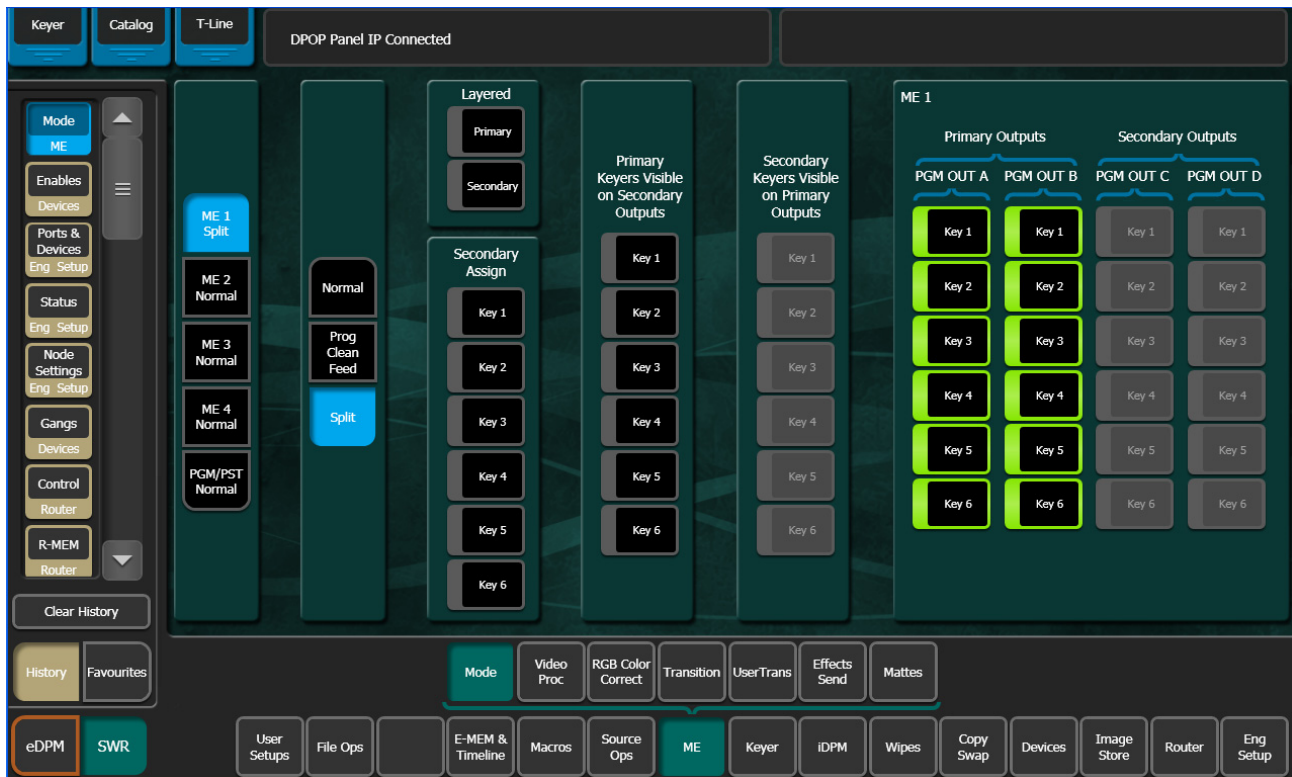 Keyer
Catalog
T-Line
DPOP Panel IP Connected
Mode
ME
Enables
Devices
Ports &
Devices
Eng Setup
Status
Eng Setup
Node
Settings
Eng Setup
Gangs
Devices
Control
Router
R-MEM
Router
Clear History
History
Favourites
eDPM
SWR
ME 1
Split
ME 2
Normal
ME 3
Normal
ME 4
Normal
PGM/PST
Normal
Normal
Prog
Clean
Feed
Split
Layered
Primary
Secondary
Secondary
Assign
Key 1
Key 2
Key 3
Key 4
Key 5
Key 6
Primary
Keyers Visible
on Secondary
Outputs
Key 1
Key 2
Key 3
Key 4
Key 5
Key 6
Secondary
Keyers Visible
on Primary
Outputs
Key 1
Key 2
Key 3
Key 4
Key 5
Key 6
ME 1
Primary Outputs
Secondary Outputs
PGM OUT A
PGM OUT B
PGM OUT C
PGM OUT D
Key 1
Key 1
Key 1
Key 1
Key 2
Key 2
Key 2
Key 2
Key 3
Key 3
Key 3
Key 3
Key 4
Key 4
Key 4
Key 4
Key 5
Key 5
Key 5
Key 5
Key 6
Key 6
Key 6
Key 6
Mode
Video
Proc
RGB Color
Correct
Transition
UserTrans
Effects
Send
Mattes
User
Setups
File Ops
E-MEM &
Timeline
Macros
Source
Ops
ME
Keyer
iDPM
Wipes
Copy
Swap
Devices
Image
Store
Router
Eng
Setup